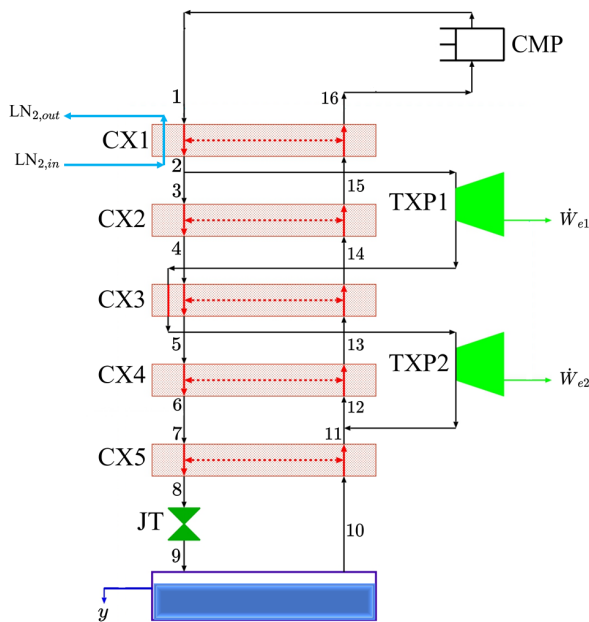 CMP
1
16
LN₂,out
CX1
LN₂,in
2
3
15
TXP1
Ẇe1
CX2
4
14
CX3
5
13
TXP2
Ẇe2
CX4
6
12
7
11
CX5
8
JT
10
9
y